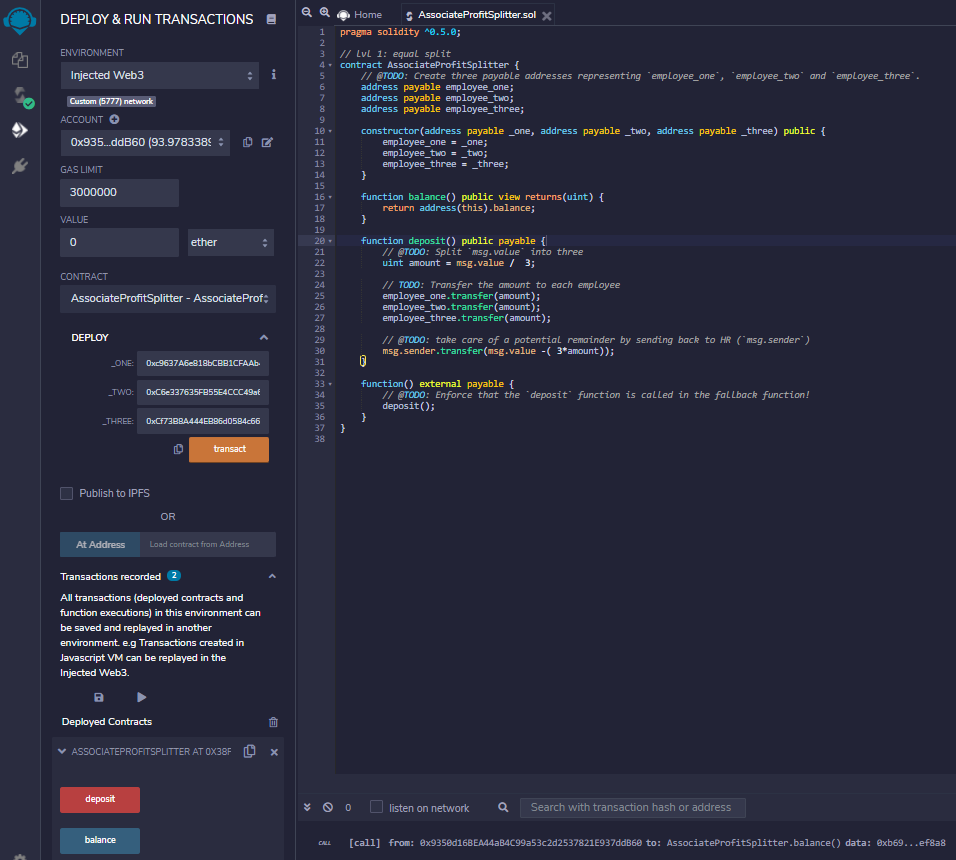 DEPLOY & RUN TRANSACTIONS
ENVIRONMENT
Injected Web3
i
Custom (5777) network
ACCOUNT
0x935...ddB60 (93.9783389
GAS LIMIT
3000000
VALUE
0
ether
CONTRACT
AssociateProfitSplitter - AssociateProf
DEPLOY
_ONE:
0xc9637A6eB18bCBB1CFAAb
_TWO:
0xC6e337635FB55E4CCC49a6
_THREE:
0xCf73B8A444EB86d0584c66
transact
Publish to IPFS
OR
At Address
Load contract from Address
Transactions recorded 2
All transactions (deployed contracts and
function executions) in this environment can
be saved and replayed in another
environment. e.g Transactions created in
Javascript VM can be replayed in the
Injected Web3.
Deployed Contracts
ASSOCIATEPROFITSPLITTER AT 0X38F
deposit
balance
Home
AssociateProfitSplitter.sol
1 pragma solidity ^0.5.0;
2
3 // lvl 1: equal split
4 contract AssociateProfitSplitter {
5 // @TODO: Create three payable addresses representing `employee_one`, `employee_two` and `employee_three`.
6 address payable employee_one;
7 address payable employee_two;
8 address payable employee_three;
9
10 constructor(address payable _one, address payable _two, address payable _three) public {
11 employee_one = _one;
12 employee_two = _two;
13 employee_three = _three;
14 }
15
16 function balance() public view returns(uint) {
17 return address(this).balance;
18 }
19
20 function deposit() public payable {
21 // @TODO: Split `msg.value` into three
22 uint amount = msg.value / 3;
23
24 // TODO: Transfer the amount to each employee
25 employee_one.transfer(amount);
26 employee_two.transfer(amount);
27 employee_three.transfer(amount);
28
29 // @TODO: take care of a potential remainder by sending back to HR (`msg.sender`)
30 msg.sender.transfer(msg.value -( 3*amount));
31 }
32
33 function() external payable {
34 // @TODO: Enforce that the `deposit` function is called in the fallback function!
35 deposit();
36 }
37 }
38
0
listen on network
Search with transaction hash or address
CALL [call] from: 0x9350d16BEA44aB4C99a53c2d2537821E937ddB60 to: AssociateProfitSplitter.balance() data: 0xb69...ef8a8